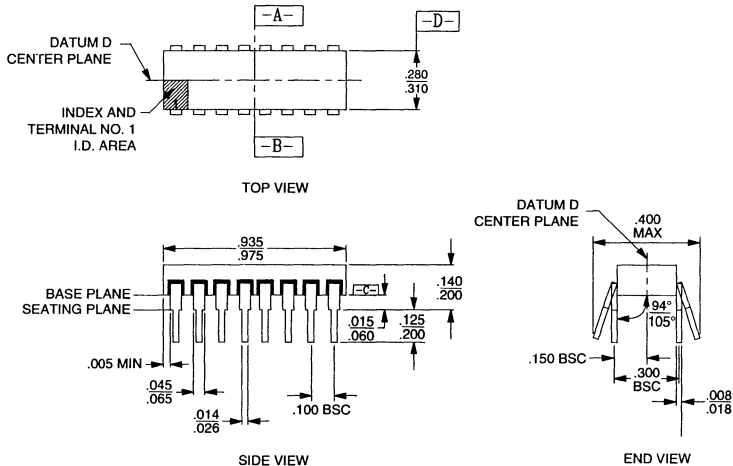 -A-
-D-
DATUM D
CENTER PLANE
.280
.310
INDEX AND
TERMINAL NO. 1
I.D. AREA
1
-B-
TOP VIEW
DATUM D
CENTER PLANE
.400
MAX
.935
.975
BASE PLANE
SEATING PLANE
-C-
.140
.200
.015
.060
.125
.200
94°
105°
.005 MIN
.150 BSC
.045
.065
.300
BSC
.014
.026
.100 BSC
.008
.018
SIDE VIEW
END VIEW